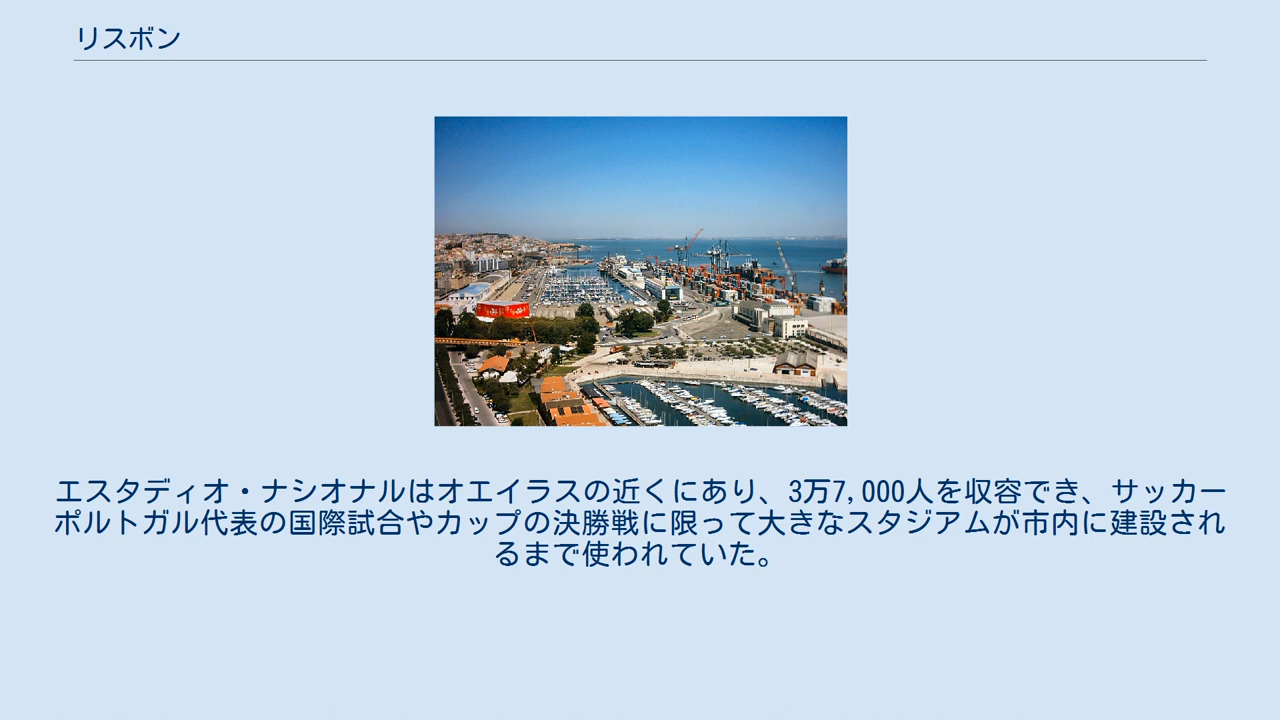 リスボン
エスタディオ・ナシオナルはオエイラスの近くにあり、3万7,000人を収容でき、サッカー
ポルトガル代表の国際試合やカップの決勝戦に限って大きなスタジアムが市内に建設され
るまで使われていた。